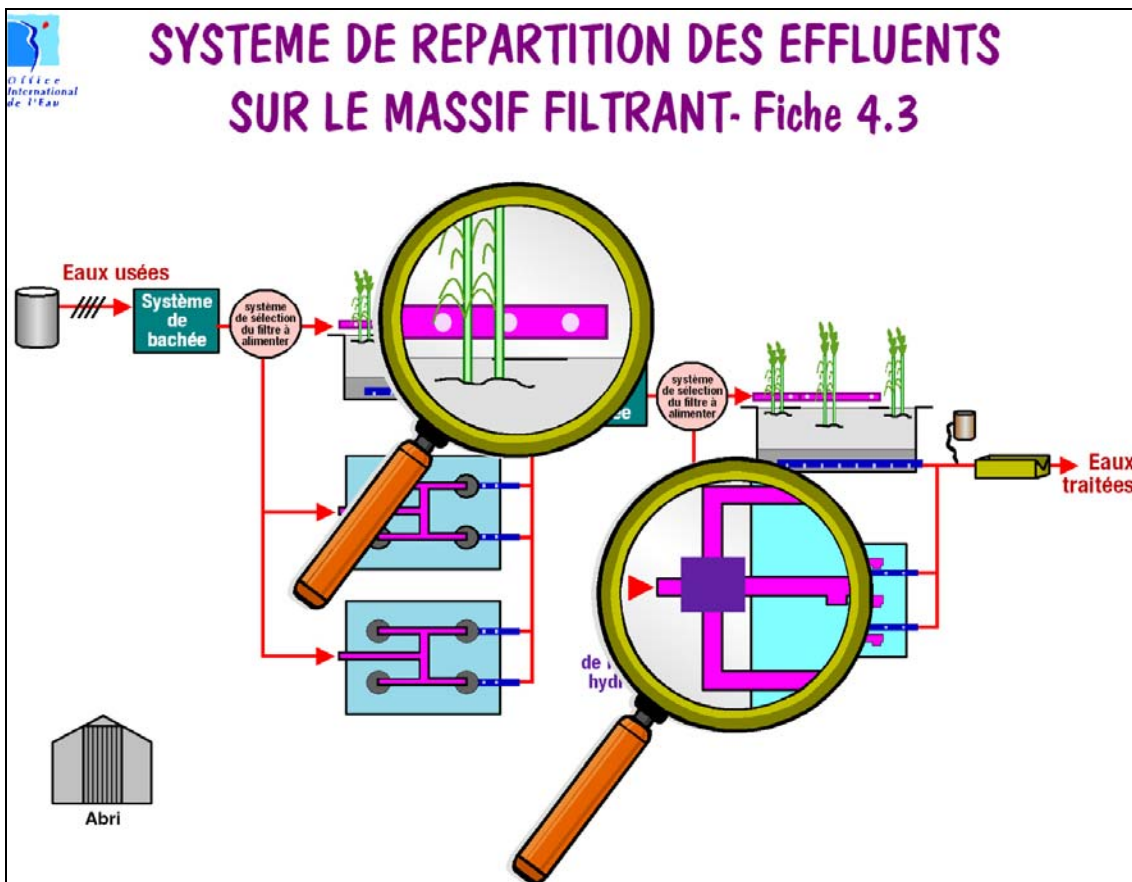 Office
International
de l'Eau
SYSTEME DE REPARTITION DES EFFLUENTS
SUR LE MASSIF FILTRANT- Fiche 4.3
Eaux usées
Système
de
bachée
système
de sélection
du filtre à
alimenter
système
de sélection
du filtre à
alimenter
Eaux
traitées
de
Abri